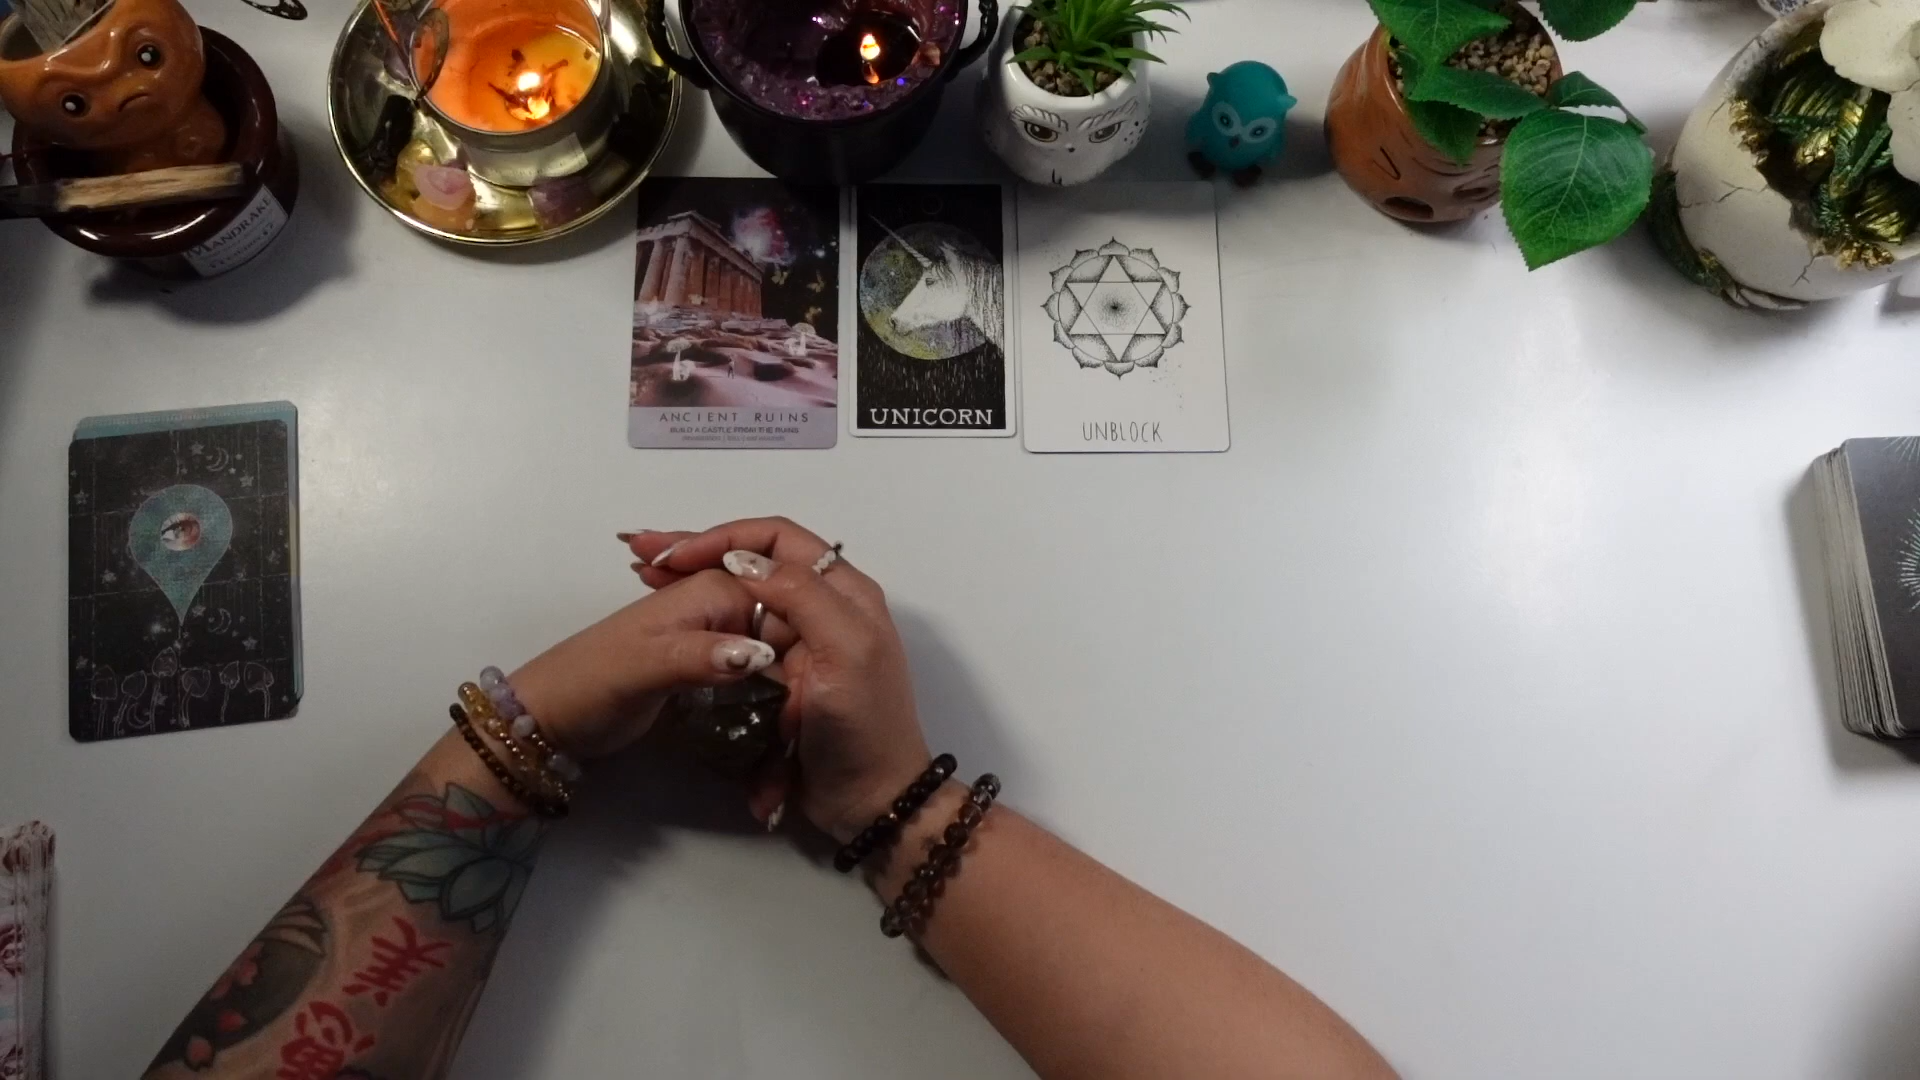 MANDRAKE
ANCIENT RUINS
BUILD A CASTLE FROM THE RUINS
UNICORN
UNBLOCK